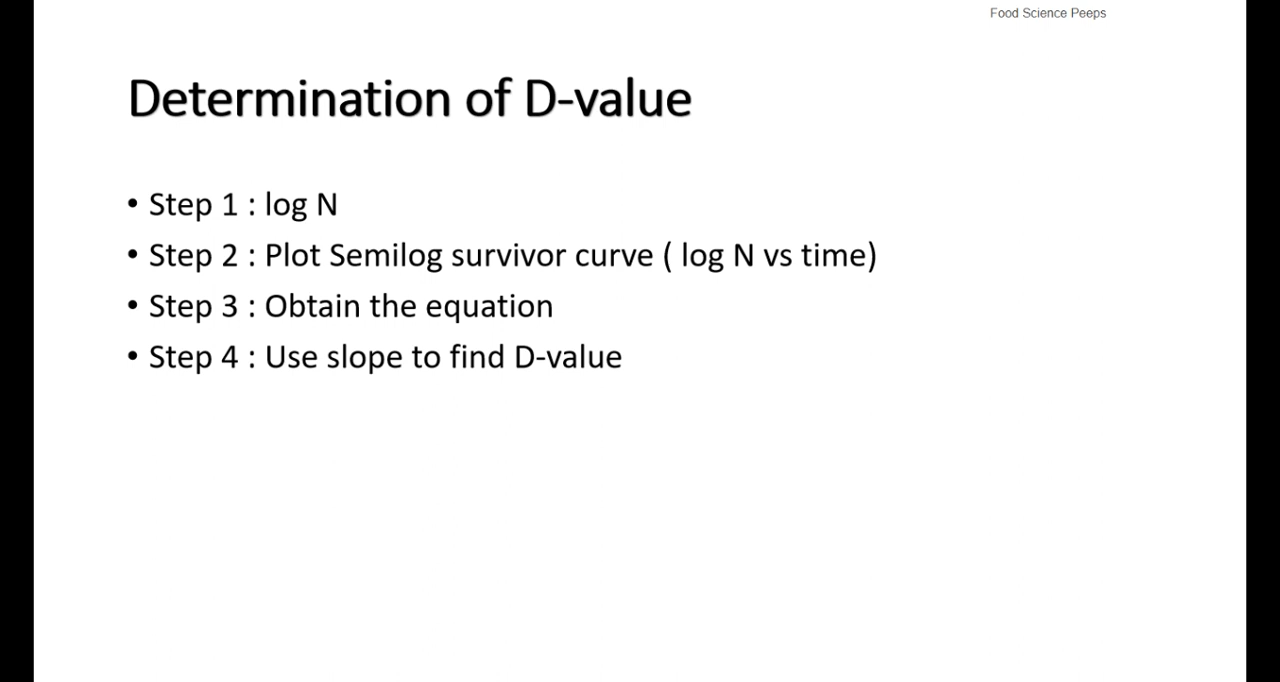 Food Science Peeps
Determination of D-value
• Step 1 : log N
• Step 2 : Plot Semilog survivor curve ( log N vs time)
• Step 3 : Obtain the equation
• Step 4 : Use slope to find D-value